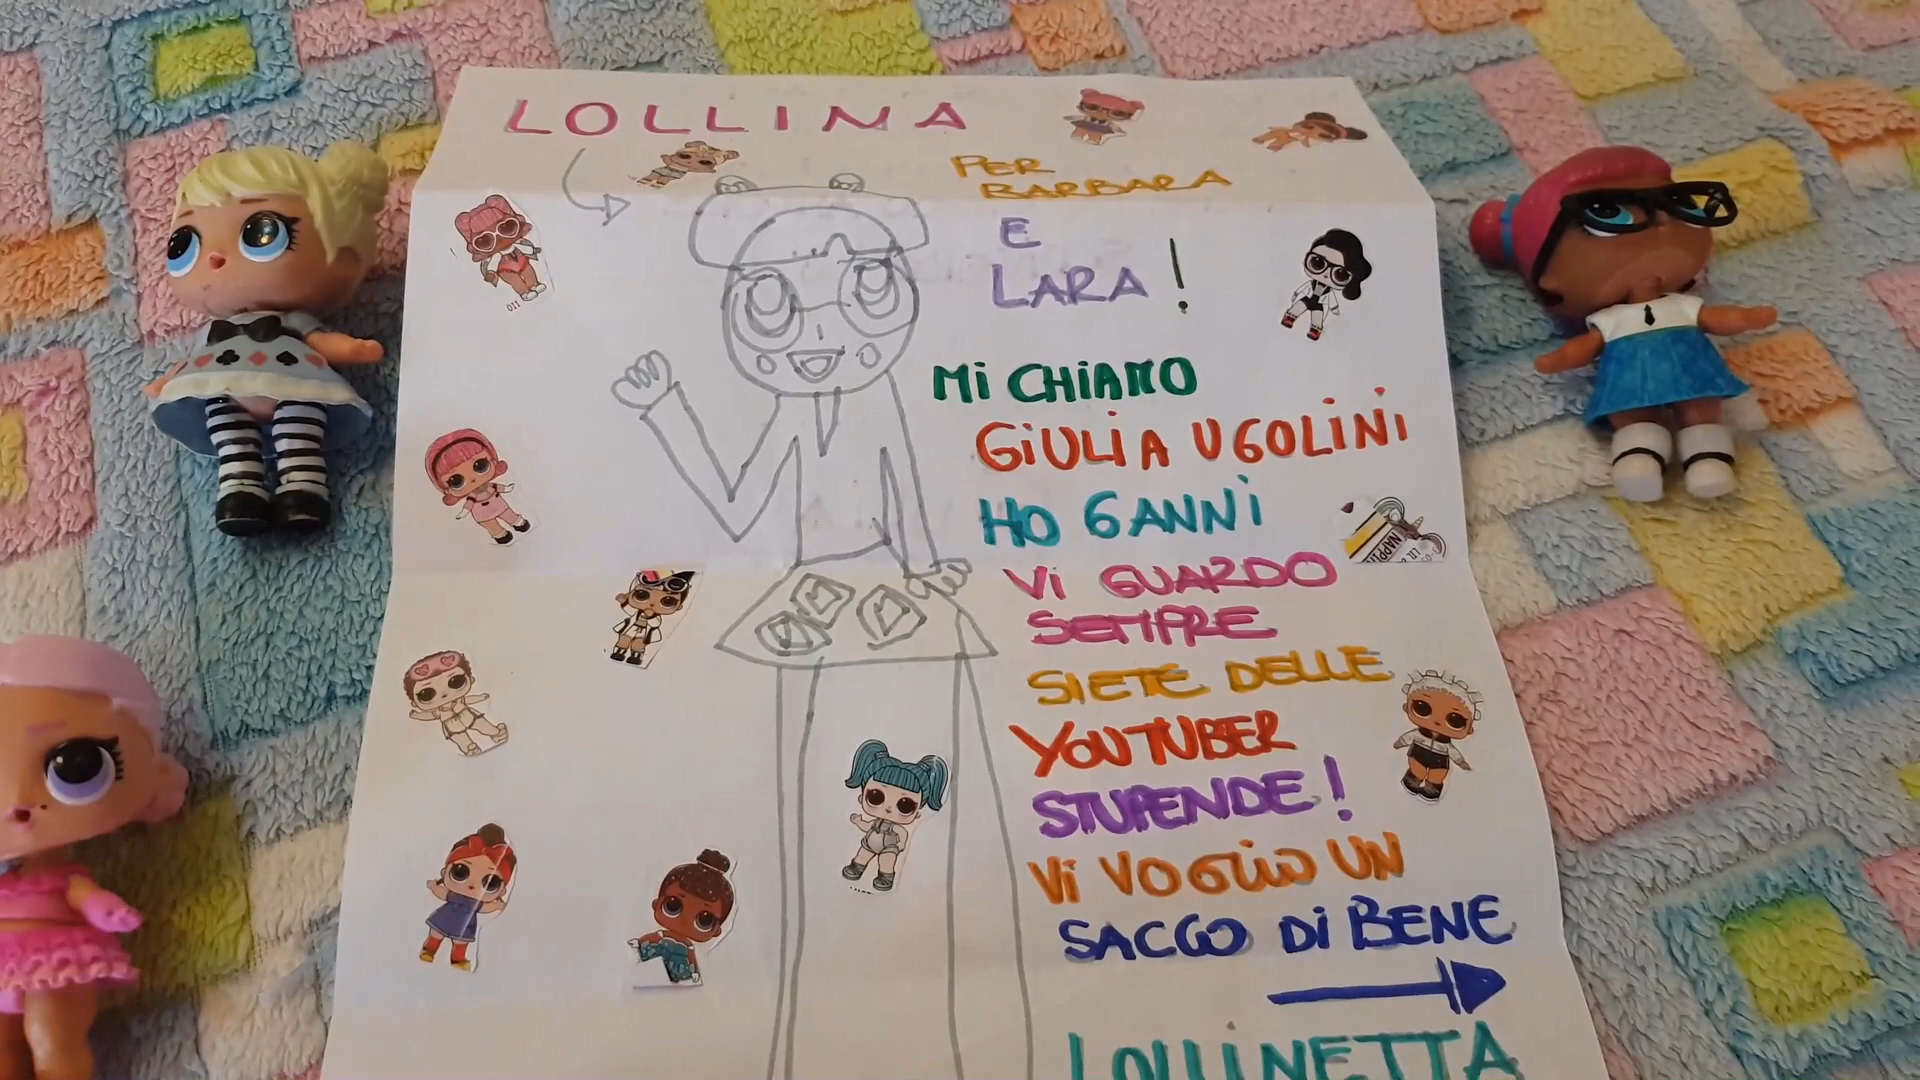 LOLLINA
PER
BARBARA
E
LARA!
Mi CHiAMO
GiULiA UGOLiNi
HO 6 ANNi
Vi GUARDO
SEMPRE
SIETE DELLE
YOUTUBER
STUPENDE!
Vi VOGLiO UN
SACCO Di BENE
LOLLINETTA
011